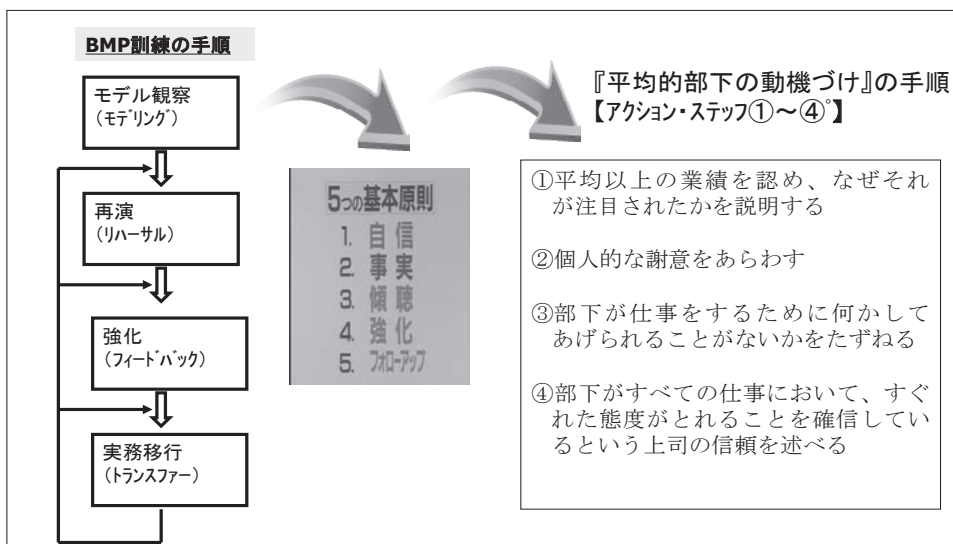 BMP訓練の手順
モデル観察
(モデリング)
再演
(リハーサル)
強化
(フィードバック)
実務移行
(トランスファー)
5つの基本原則
1. 自信
2. 事実
3. 傾聴
4. 強化
5. フォローアップ
『平均的部下の動機づけ』の手順
【アクション・ステッフ①~④゜】
①平均以上の業績を認め、なぜそれ
が注目されたかを説明する
②個人的な謝意をあらわす
③部下が仕事をするために何かして
あげられることがないかをたずねる
④部下がすべての仕事において、すぐ
れた態度がとれることを確信してい
るという上司の信頼を述べる